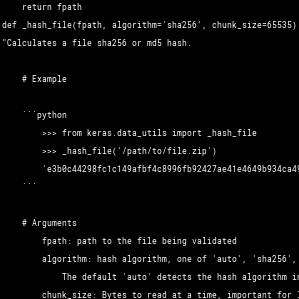 return fpath
def _hash_file(fpath, algorithm='sha256', chunk_size=65535)
"Calculates a file sha256 or md5 hash.
# Example
```python
>>> from keras.data_utils import _hash_file
>>> _hash_file('/path/to/file.zip')
'e3b0c44298fc1c149afbf4c8996fb92427ae41e4649b934ca49
```
# Arguments
fpath: path to the file being validated
algorithm: hash algorithm, one of 'auto', 'sha256',
The default 'auto' detects the hash algorithm i
chunk_size: Bytes to read at a time, important for